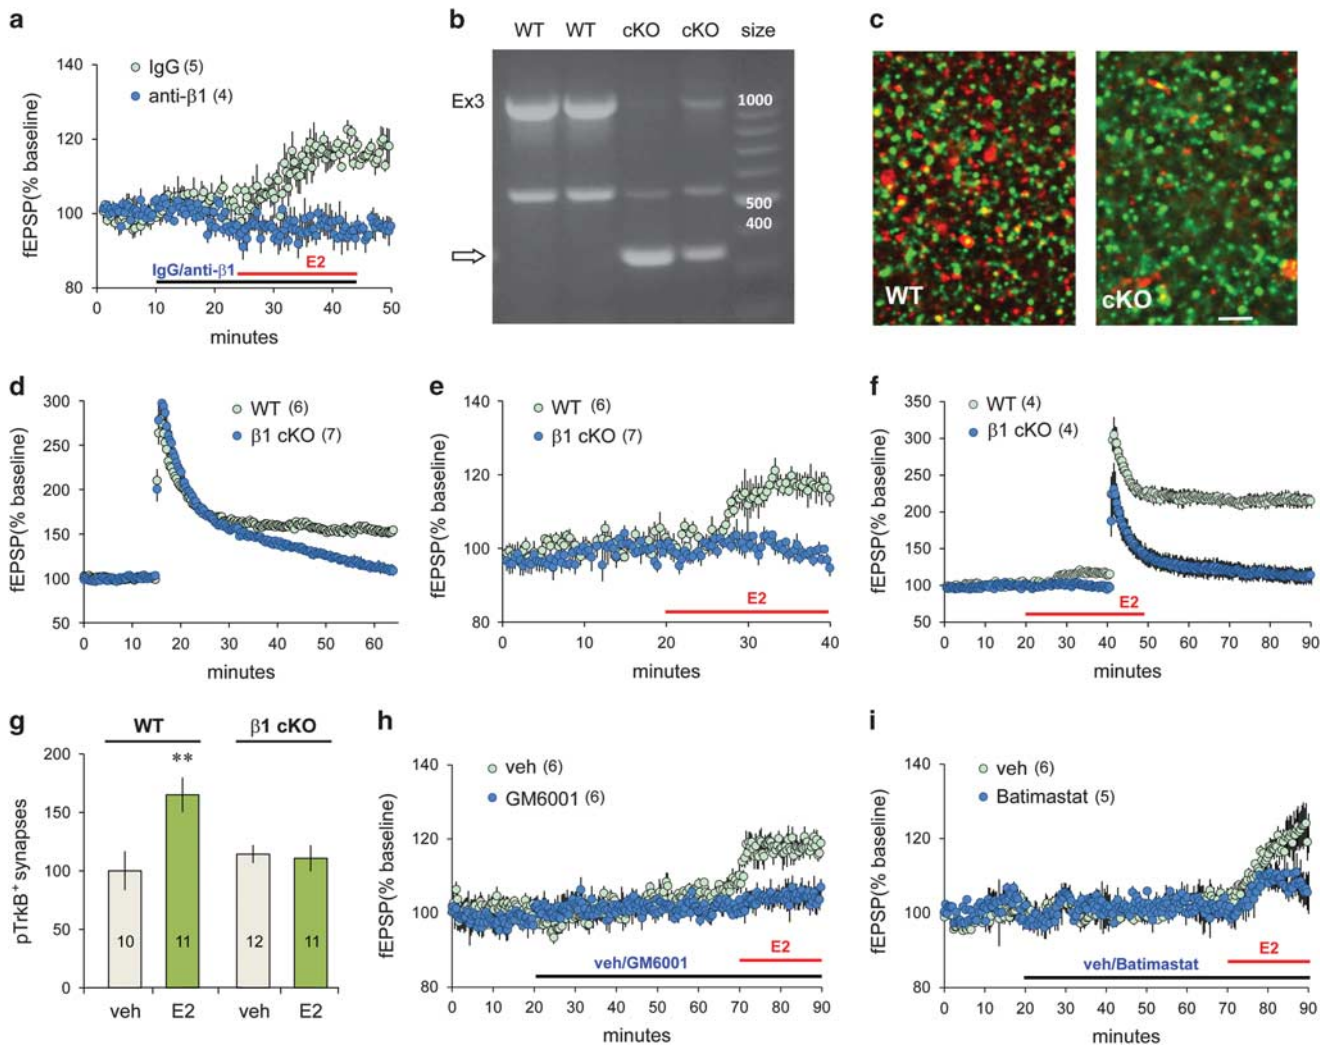 a
IgG (5)
anti-β1 (4)
fEPSP(% baseline)
140
120
100
80
IgG/anti-β1
E2
0 10 20 30 40 50
minutes
b
WT WT cKO cKO size
Ex3
1000
500
400
c
WT
cKO
d
WT (6)
β1 cKO (7)
fEPSP(% baseline)
300
250
200
150
100
50
0 10 20 30 40 50 60
minutes
e
WT (6)
β1 cKO (7)
fEPSP(% baseline)
140
120
100
80
E2
0 10 20 30 40
minutes
f
WT (4)
β1 cKO (4)
fEPSP(% baseline)
350
300
250
200
150
100
50
E2
0 10 20 30 40 50 60 70 80 90
minutes
g
WT β1 cKO
pTrkB+ synapses
200
150
100
50
0
**
10 11 12 11
veh E2 veh E2
h
veh (6)
GM6001 (6)
fEPSP(% baseline)
140
120
100
80
E2
veh/GM6001
0 10 20 30 40 50 60 70 80 90
minutes
i
veh (6)
Batimastat (5)
fEPSP(% baseline)
140
120
100
80
E2
veh/Batimastat
0 10 20 30 40 50 60 70 80 90
minutes